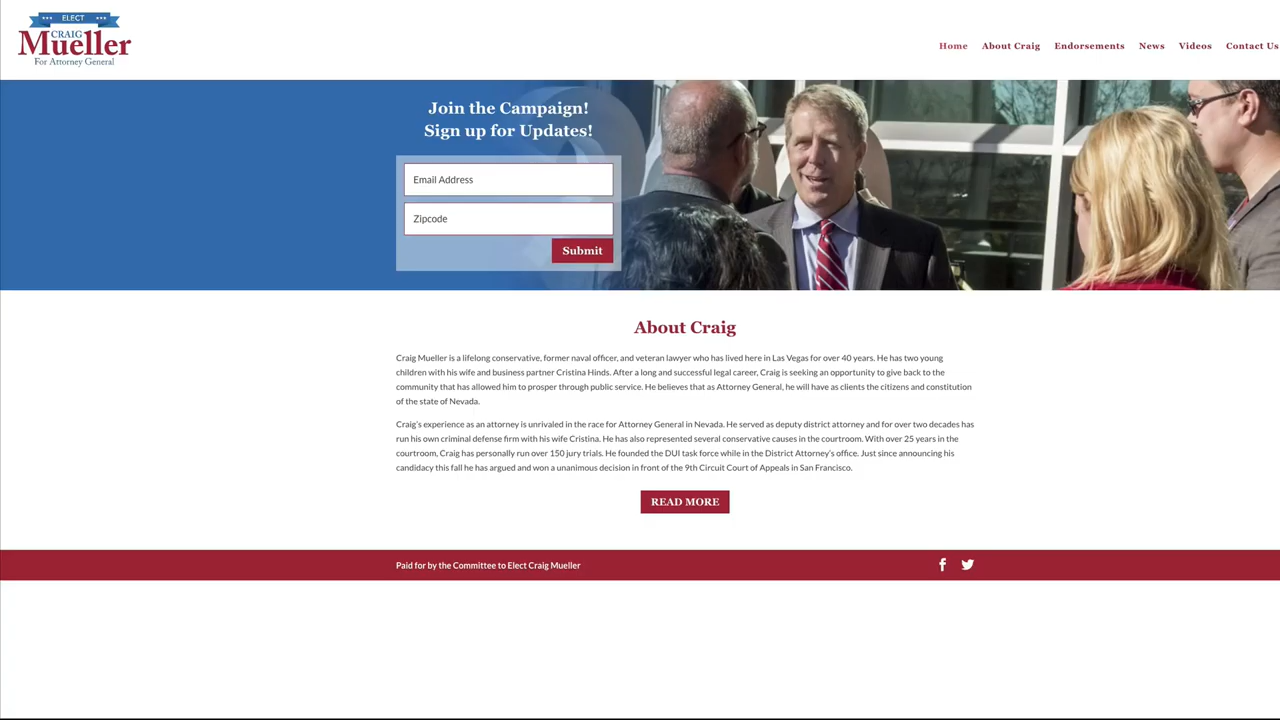 ELECT
CRAIG
Mueller
For Attorney General
Home About Craig Endorsements News Videos Contact Us
Join the Campaign!
Sign up for Updates!
Email Address
Zipcode
Submit
About Craig
Craig Mueller is a lifelong conservative, former naval officer, and veteran lawyer who has lived here in Las Vegas for over 40 years. He has two young
children with his wife and business partner Cristina Hinds. After a long and successful legal career, Craig is seeking an opportunity to give back to the
community that has allowed him to prosper through public service. He believes that as Attorney General, he will have as clients the citizens and constitution
of the state of Nevada.
Craig's experience as an attorney is unrivaled in the race for Attorney General in Nevada. He served as deputy district attorney and for over two decades has
run his own criminal defense firm with his wife Cristina. He has also represented several conservative causes in the courtroom. With over 25 years in the
courtroom, Craig has personally run over 150 jury trials. He founded the DUI task force while in the District Attorney's office. Just since announcing his
candidacy this fall he has argued and won a unanimous decision in front of the 9th Circuit Court of Appeals in San Francisco.
READ MORE
Paid for by the Committee to Elect Craig Mueller